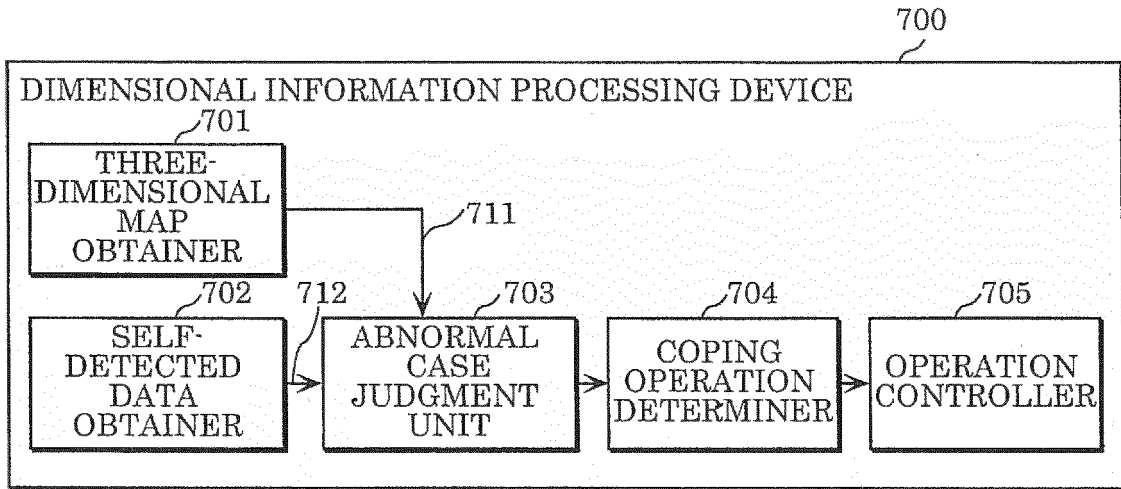 700
DIMENSIONAL INFORMATION PROCESSING DEVICE
701
THREE-
DIMENSIONAL
MAP
OBTAINER
711
702
SELF-
DETECTED
DATA
OBTAINER
712
703
ABNORMAL
CASE
JUDGMENT
UNIT
704
COPING
OPERATION
DETERMINER
705
OPERATION
CONTROLLER